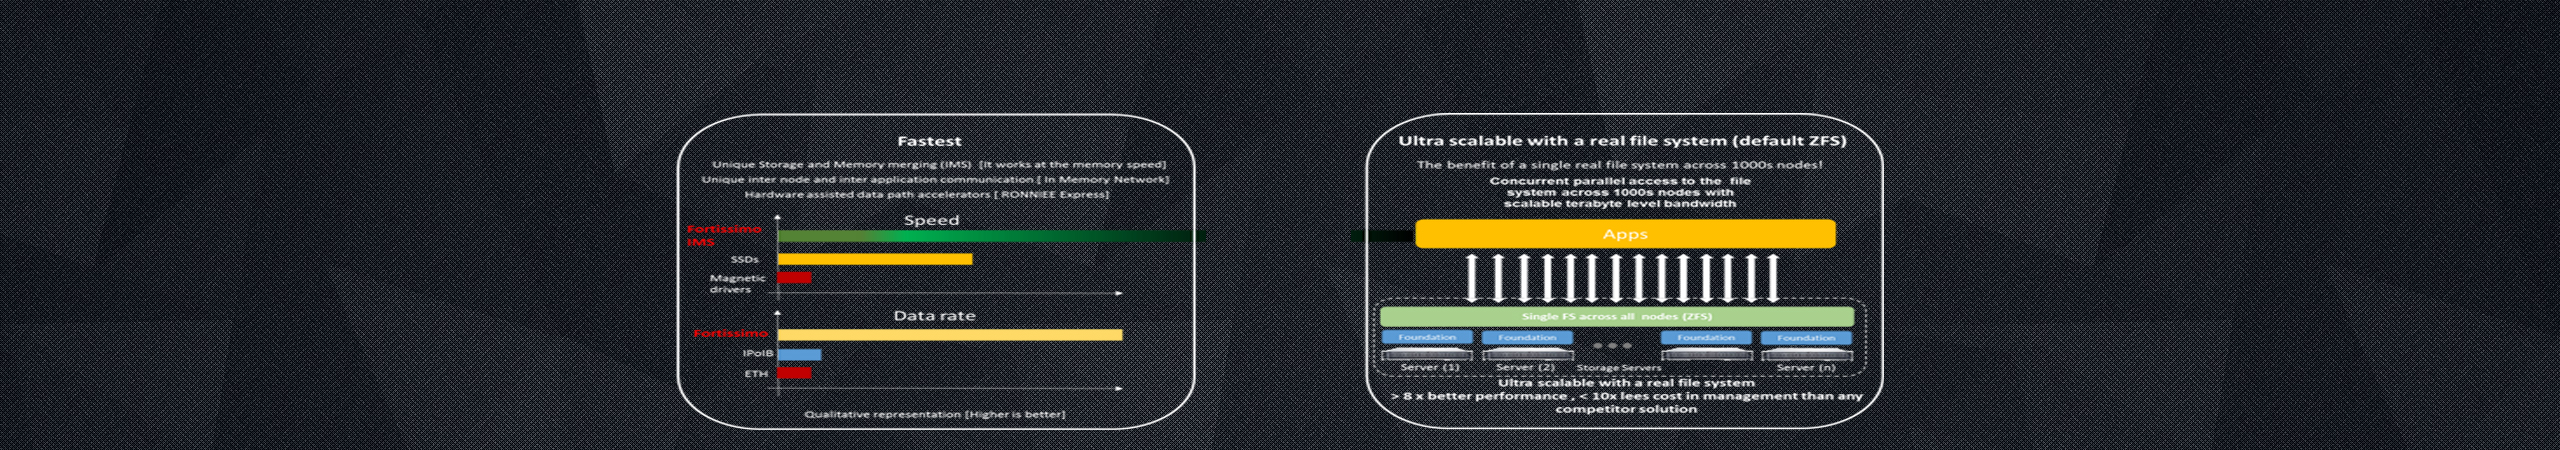 Fastest
Unique Storage and Memory merging (IMS) [It works at the memory speed]
Unique inter node and inter application communication [ In Memory Network]
Hardware assisted data path accelerators [ RONNIEE Express]
Speed
Fortissimo
IMS
SSDs
Magnetic
drivers
Data rate
Fortissimo
IPoIB
ETH
Qualitative representation [Higher is better]
Ultra scalable with a real file system (default ZFS)
The benefit of a single real file system across 1000s nodes!
Concurrent parallel access to the file
system across 1000s nodes with
scalable terabyte level bandwidth
Apps
Single FS across all nodes (ZFS)
Foundation Foundation Foundation Foundation
Server (1) Server (2) Storage Servers Server (n)
Ultra scalable with a real file system
> 8 x better performance , < 10x lees cost in management than any
competitor solution